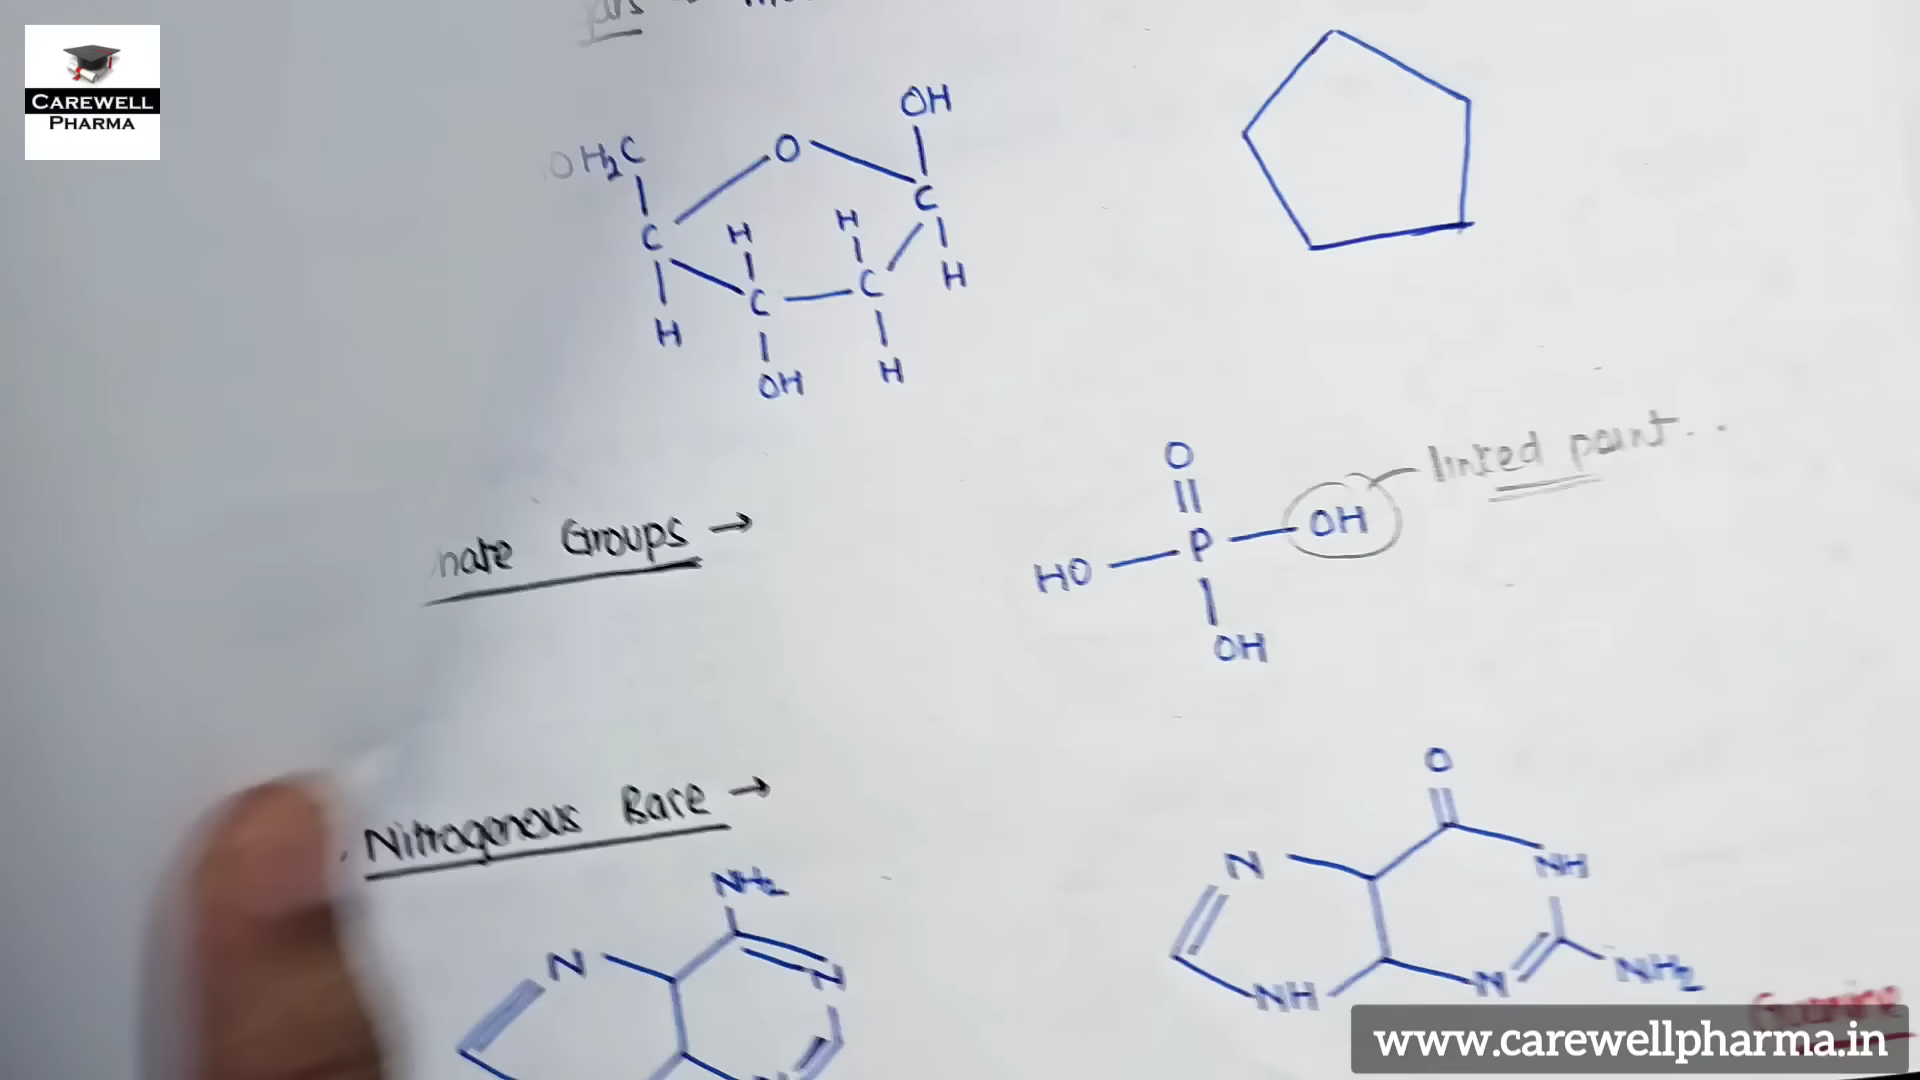 CAREWELL
PHARMA
OH
OH₂C
O
C
C
H
H
H
C
C
H
OH
H
O
linked point..
Groups →
P
OH
HO
OH
Nitrogenous Base →
O
NH₂
N
NH
N
N
NH
N
NH₂
Guanine
www.carewellpharma.in